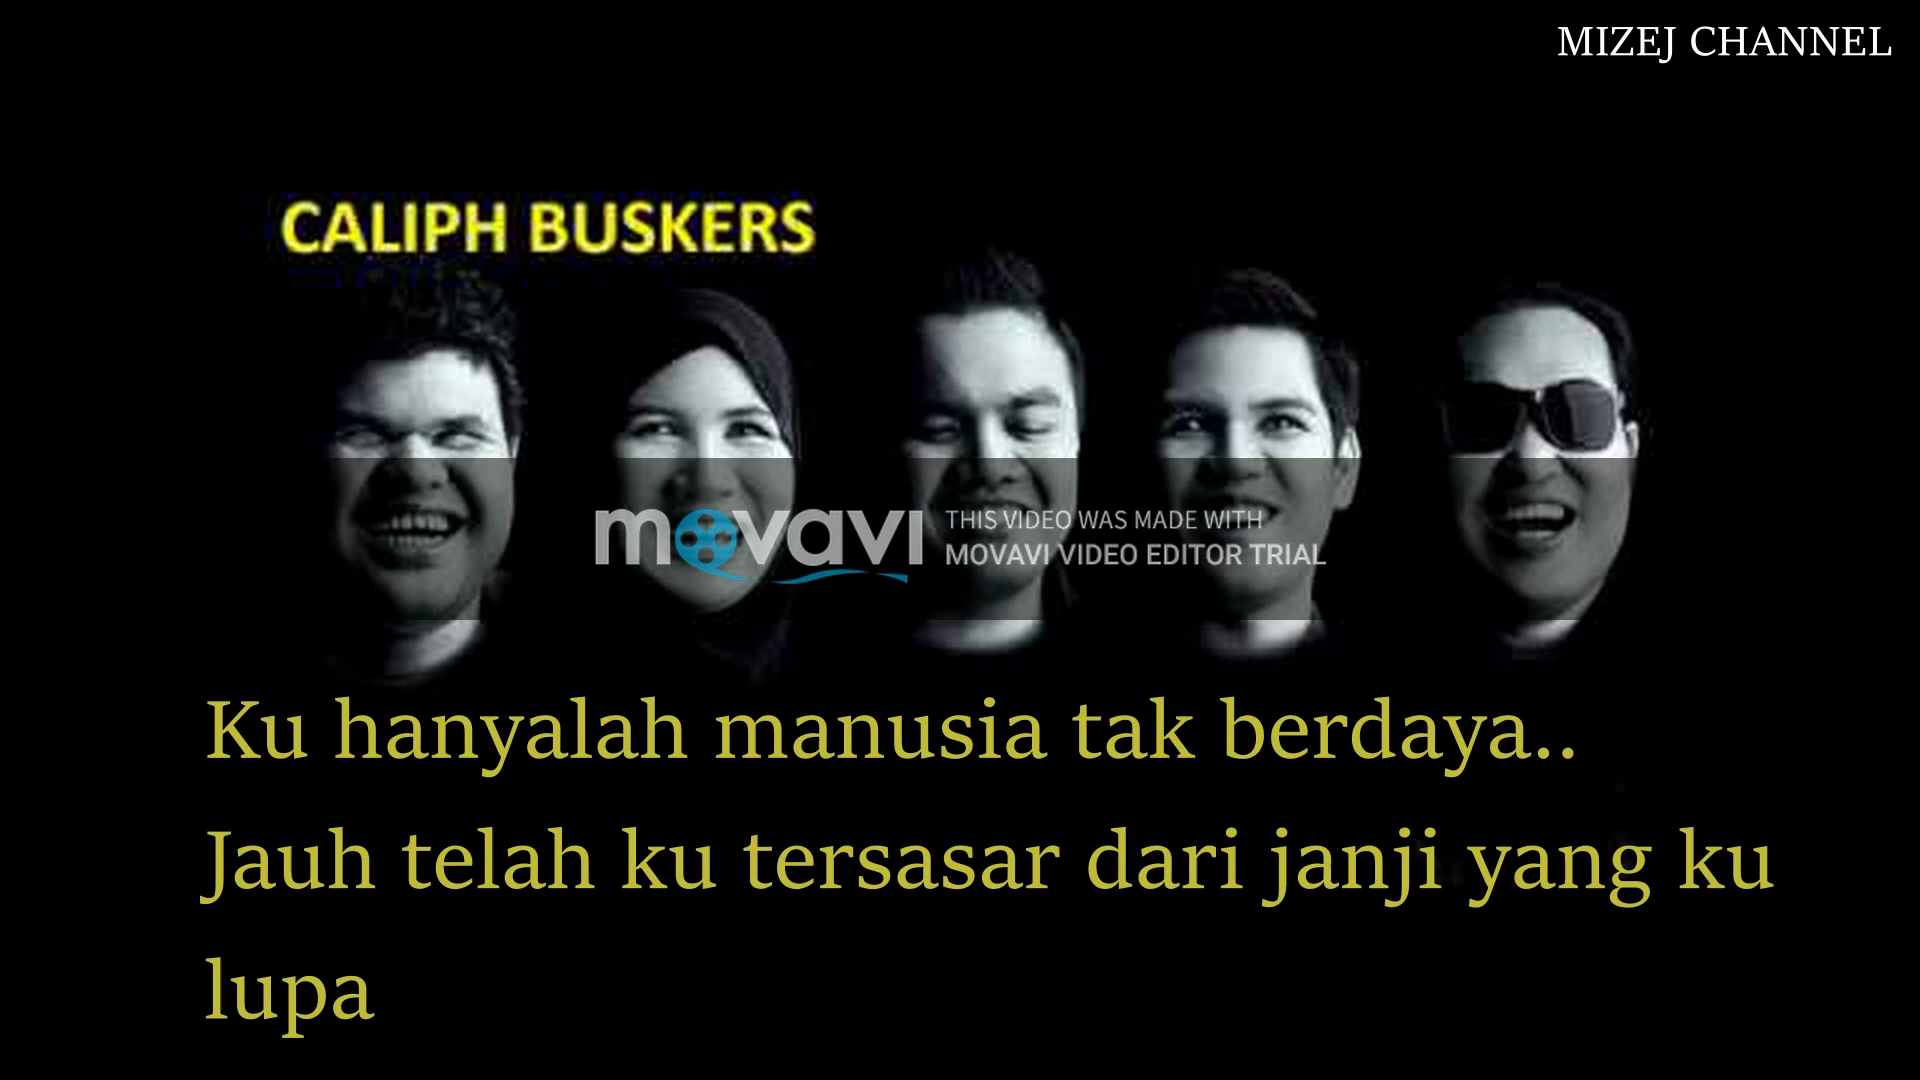 MIZEJ CHANNEL
CALIPH BUSKERS
movavi
THIS VIDEO WAS MADE WITH
MOVAVI VIDEO EDITOR TRIAL
Ku hanyalah manusia tak berdaya..
Jauh telah ku tersasar dari janji yang ku
lupa